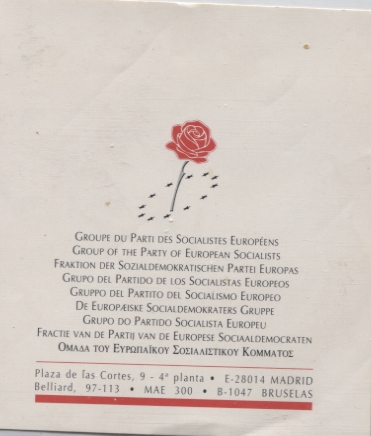 Groupe du Parti des Socialistes Européens
Group of the Party of European Socialists
Fraktion der Sozialdemokratischen Partei Europas
Grupo del Partido de los Socialistas Europeos
Gruppo del Partito del Socialismo Europeo
De Europæiske Socialdemokraters Gruppe
Grupo do Partido Socialista Europeu
Fractie van de Partij van de Europese Sociaaldemocraten
Ομαδα του Ευρωπαϊκου Σοσιαλιστικου Κομματος
Plaza de las Cortes, 9 - 4ª planta • E-28014 MADRID
Belliard, 97-113 • MAE 300 • B-1047 BRUSELAS